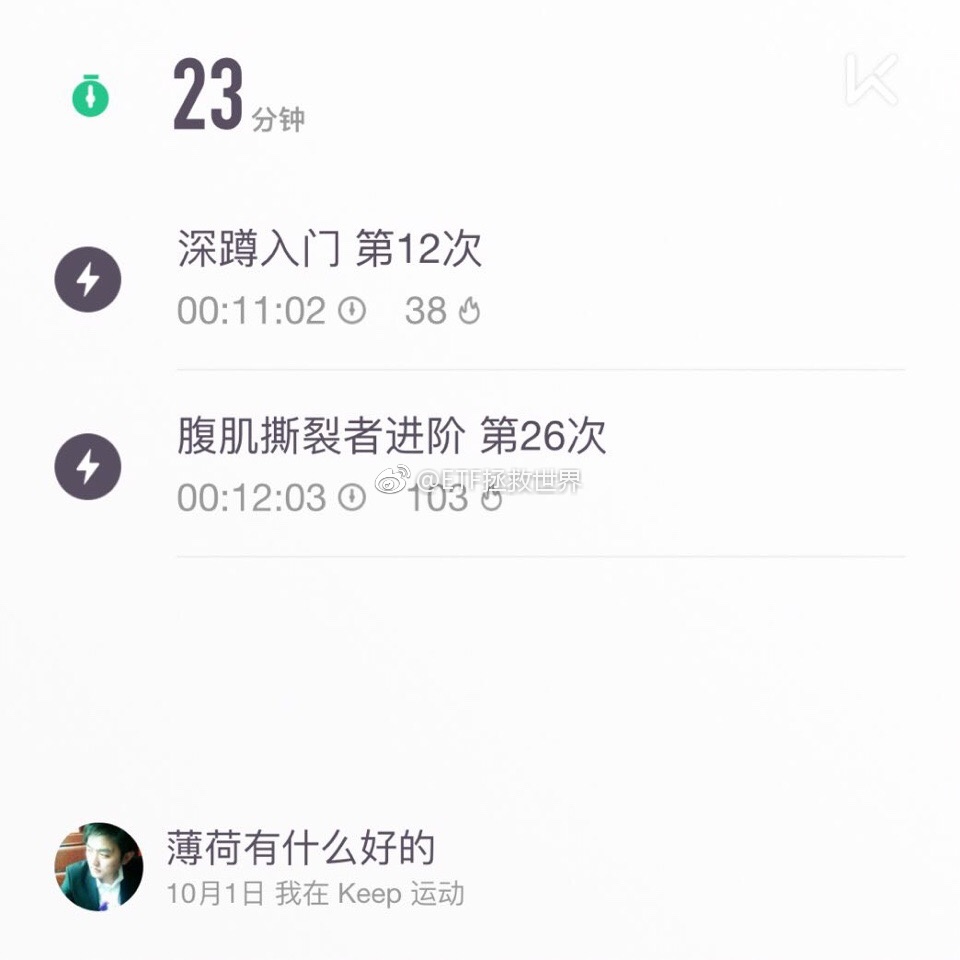 23 分钟
深蹲入门 第12次
00:11:02 38
腹肌撕裂者进阶 第26次
@ETF拯救世界
00:12:03 103
薄荷有什么好的
10月1日 我在 Keep 运动